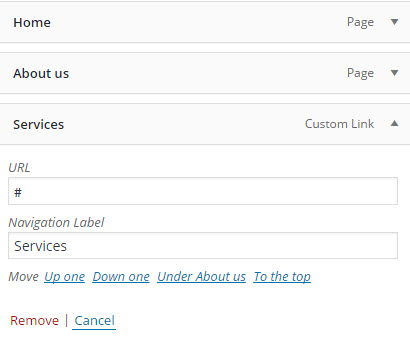 Home Page
About us Page
Services Custom Link
URL
#
Navigation Label
Services
Move Up one Down one Under About us To the top
Remove | Cancel